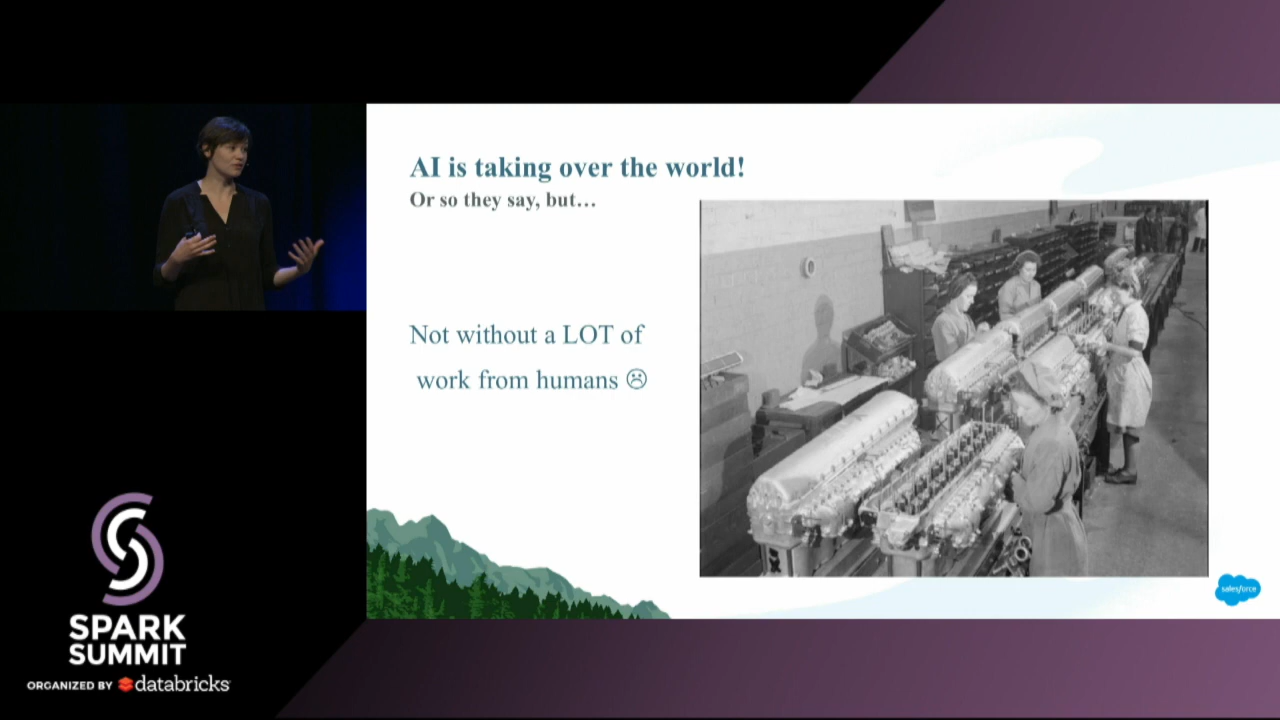 AI is taking over the world!
Or so they say, but...
Not without a LOT of
work from humans ☹
salesforce
SPARK
SUMMIT
ORGANIZED BY databricks